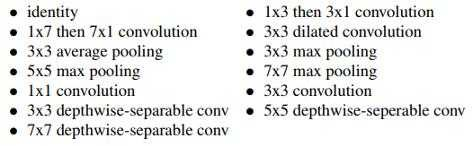 • identity
• 1x7 then 7x1 convolution
• 3x3 average pooling
• 5x5 max pooling
• 1x1 convolution
• 3x3 depthwise-separable conv
• 7x7 depthwise-separable conv
• 1x3 then 3x1 convolution
• 3x3 dilated convolution
• 3x3 max pooling
• 7x7 max pooling
• 3x3 convolution
• 5x5 depthwise-seperable conv